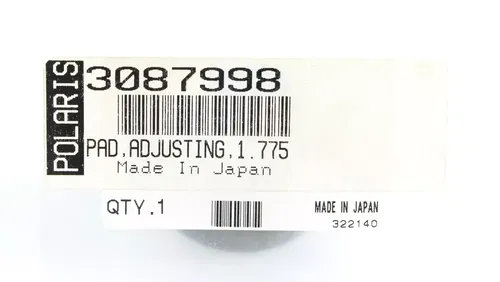 POLARIS
3087998
PAD,ADJUSTING,1.775
Made In Japan
QTY.1
MADE IN JAPAN
322140